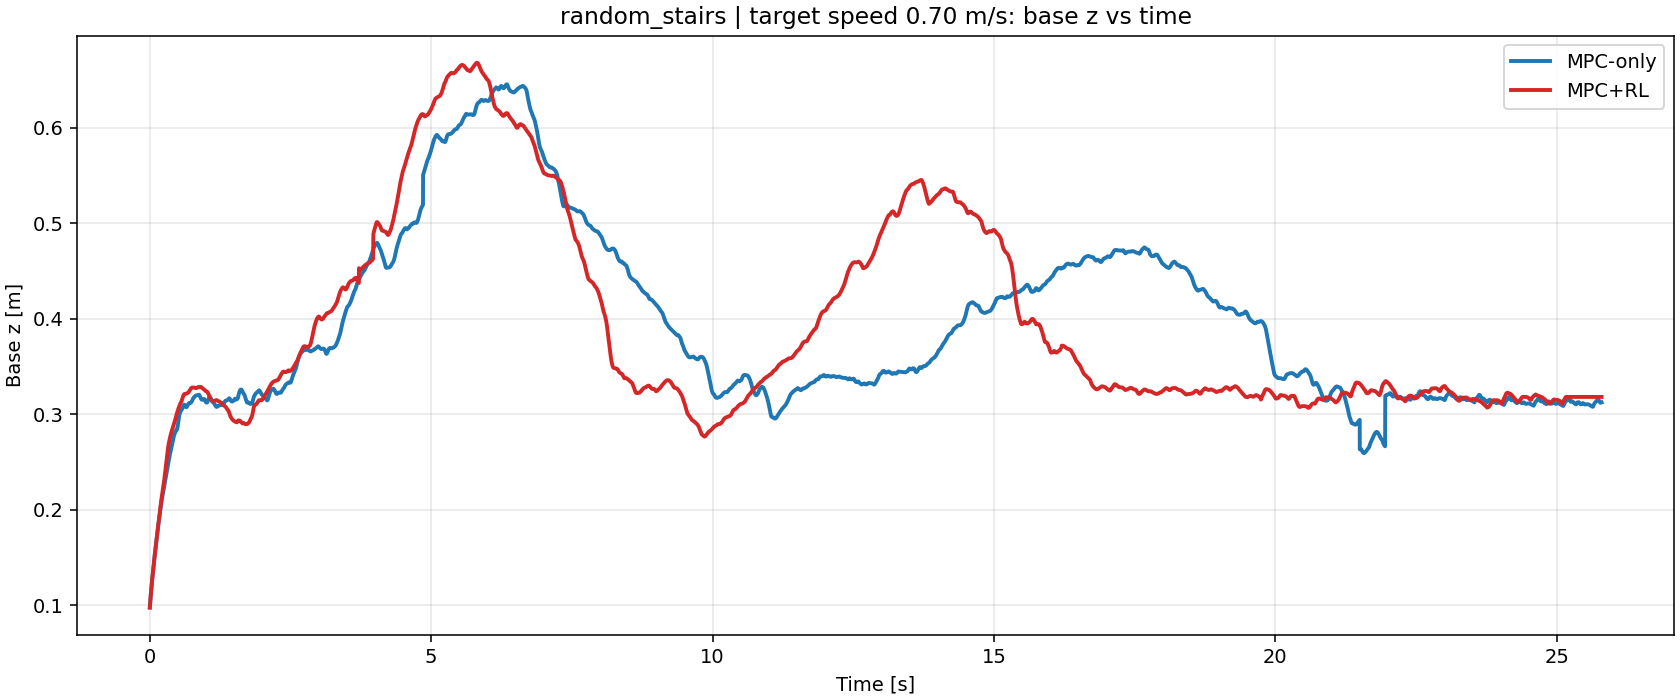 random_stairs | target speed 0.70 m/s: base z vs time
MPC-only
MPC+RL
Base z [m]
0.6
0.5
0.4
0.3
0.2
0.1
0
5
10
15
20
25
Time [s]